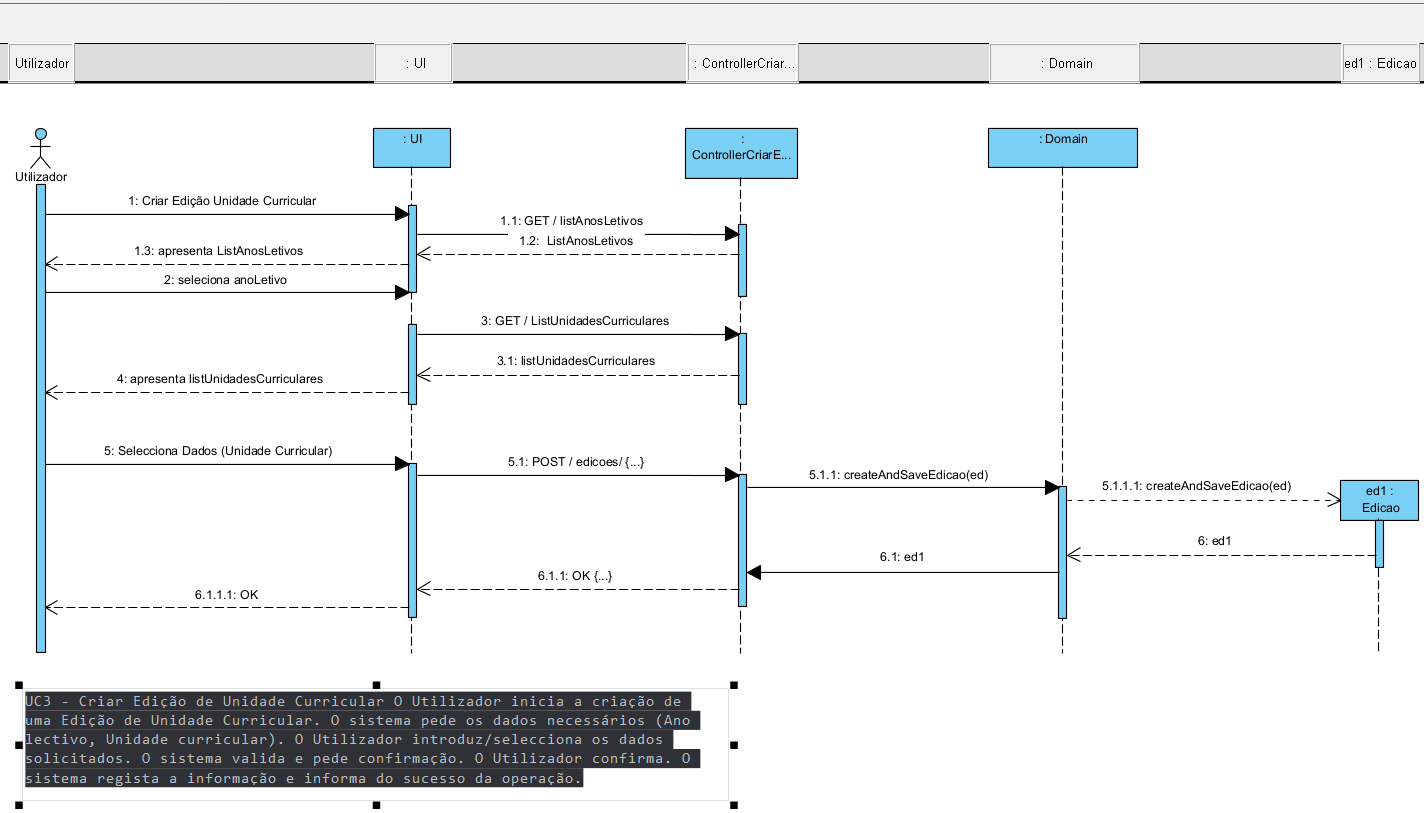 Utilizador
: UI
: ControllerCriar...
: Domain
ed1 : Edicao
: UI
:
ControllerCriarE...
: Domain
Utilizador
1: Criar Edição Unidade Curricular
1.1: GET / listAnosLetivos
1.2:  ListAnosLetivos
1.3: apresenta ListAnosLetivos
2: seleciona anoLetivo
3: GET / ListUnidadesCurriculares
3.1: listUnidadesCurriculares
4: apresenta listUnidadesCurriculares
5: Selecciona Dados (Unidade Curricular)
5.1: POST / edicoes/ {...}
5.1.1: createAndSaveEdicao(ed)
5.1.1.1: createAndSaveEdicao(ed)
ed1 :
Edicao
6: ed1
6.1: ed1
6.1.1: OK {...}
6.1.1.1: OK
UC3 - Criar Edição de Unidade Curricular O Utilizador inicia a criação de
uma Edição de Unidade Curricular. O sistema pede os dados necessários (Ano
lectivo, Unidade curricular). O Utilizador introduz/selecciona os dados
solicitados. O sistema valida e pede confirmação. O Utilizador confirma. O
sistema regista a informação e informa do sucesso da operação.